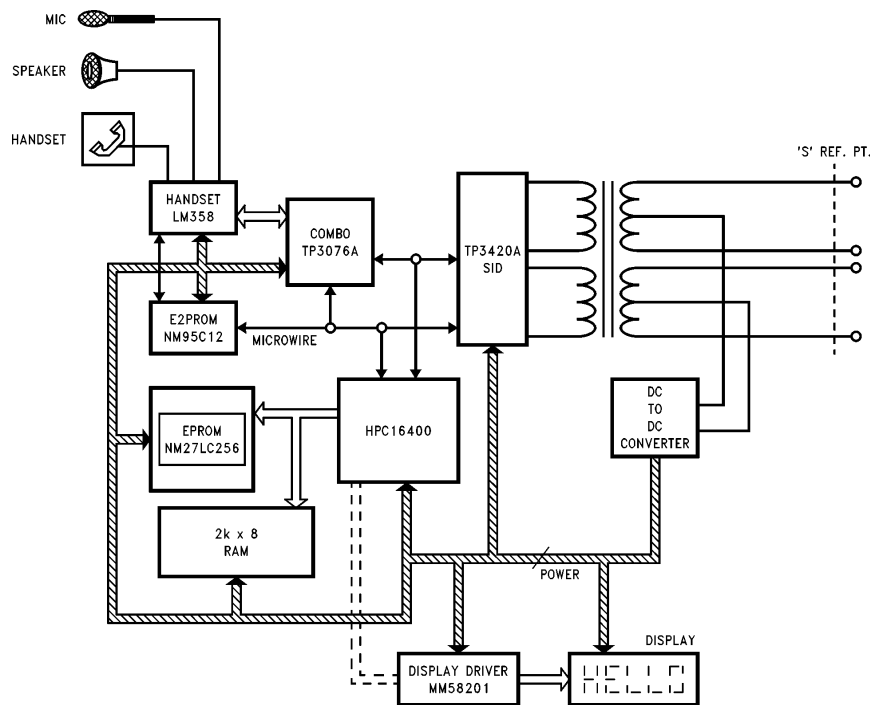 MIC
SPEAKER
HANDSET
'S' REF. PT.
HANDSET
LM358
COMBO
TP3076A
TP3420A
SID
E2PROM
NM95C12
MICROWIRE
DC
TO
DC
CONVERTER
EPROM
NM27LC256
HPC16400
2k x 8
RAM
POWER
DISPLAY
DISPLAY DRIVER
MM58201
HELLO